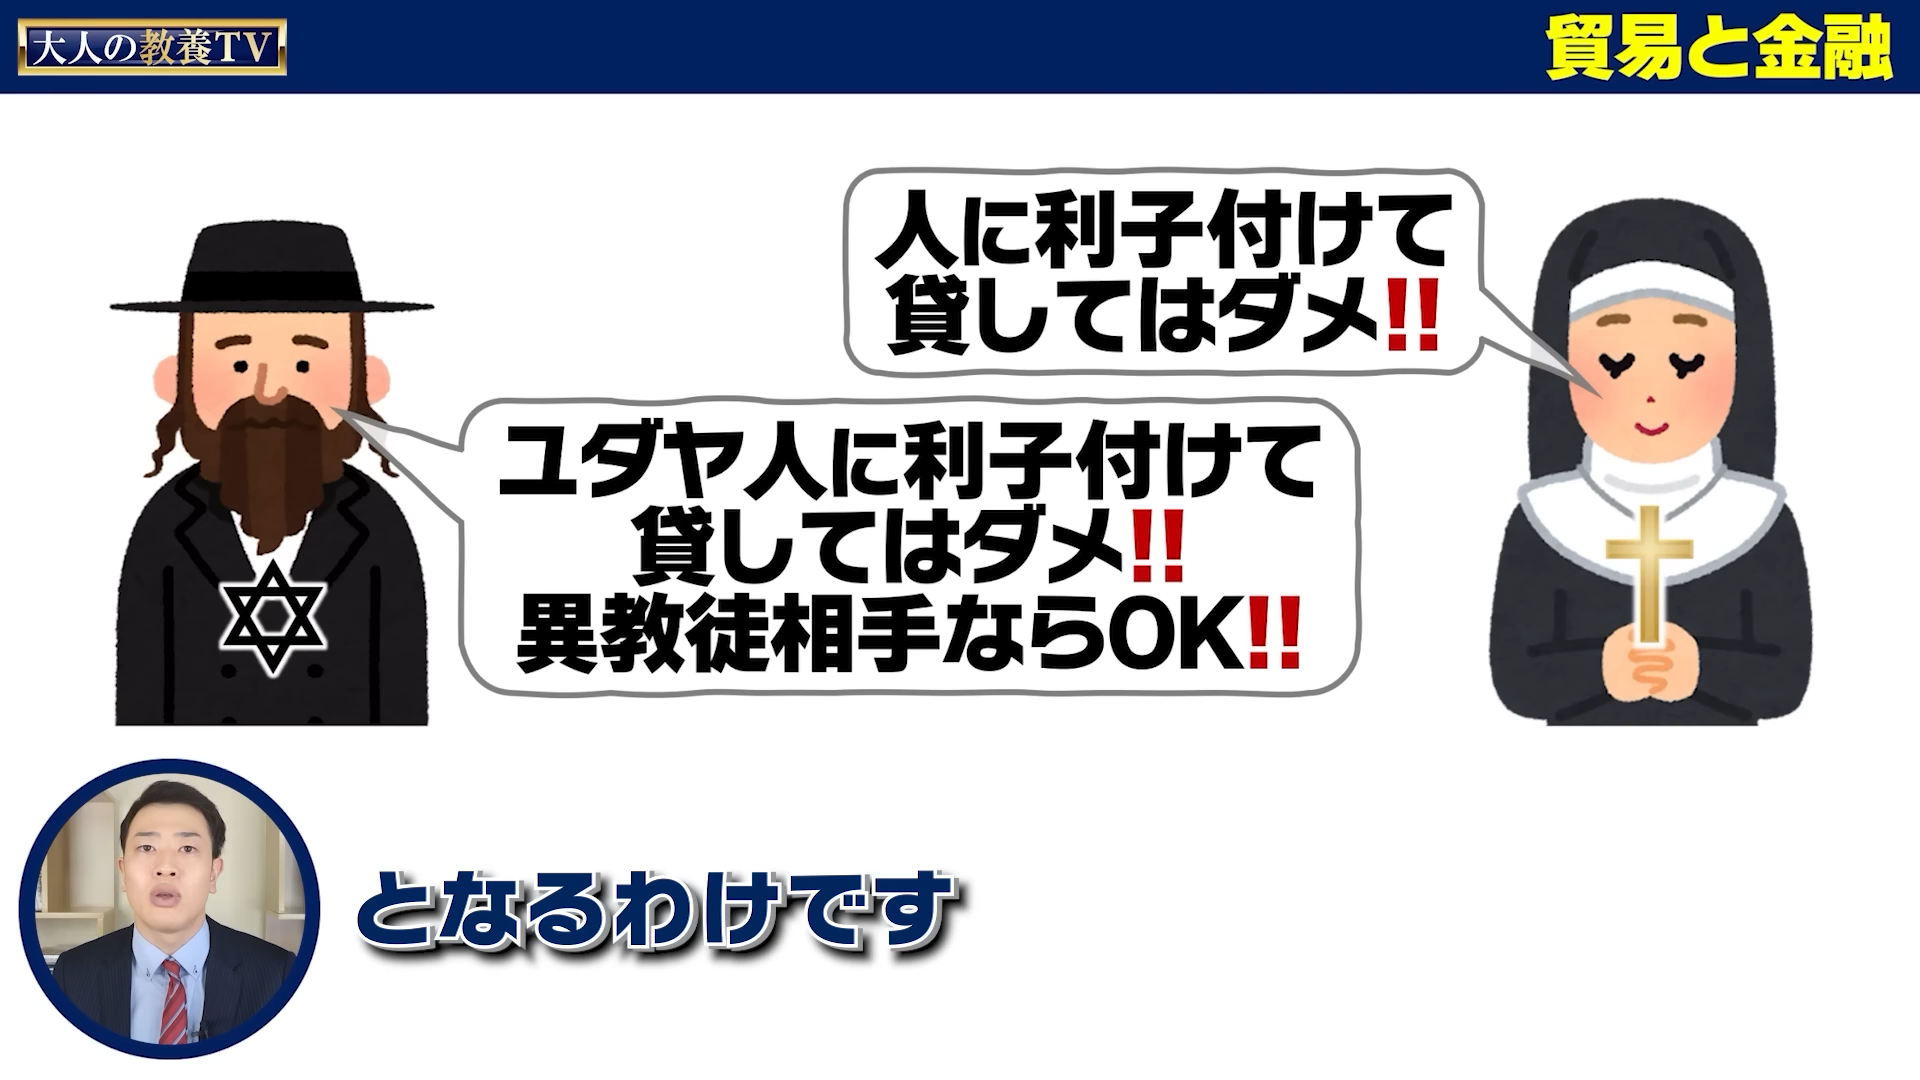 大人の教養TV
貿易と金融
人に利子付けて
貸してはダメ!!
ユダヤ人に利子付けて
貸してはダメ!!
異教徒相手ならOK!!
となるわけです